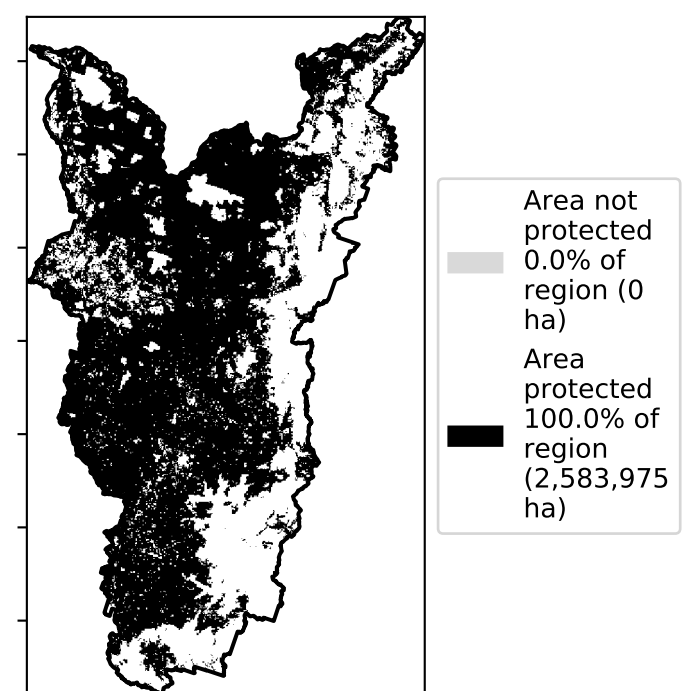 Area not
protected
0.0% of
region (0
ha)
Area
protected
100.0% of
region
(2,583,975
ha)